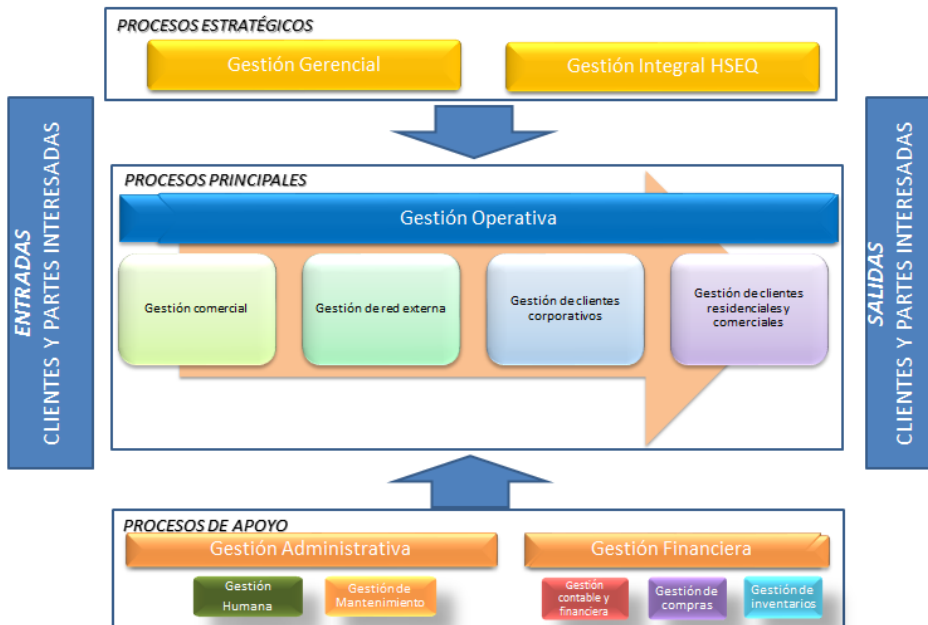 PROCESOS ESTRATÉGICOS
Gestión Gerencial
Gestión Integral HSEQ
ENTRADAS
CLIENTES Y PARTES INTERESADAS
PROCESOS PRINCIPALES
Gestión Operativa
Gestión comercial
Gestión de red externa
Gestión de clientes
corporativos
Gestión de clientes
residenciales y
comerciales
SALIDAS
CLIENTES Y PARTES INTERESADAS
PROCESOS DE APOYO
Gestión Administrativa
Gestión Financiera
Gestión
Humana
Gestión de
Mantenimiento
Gestión
contable y
financiera
Gestión de
compras
Gestión de
inventarios